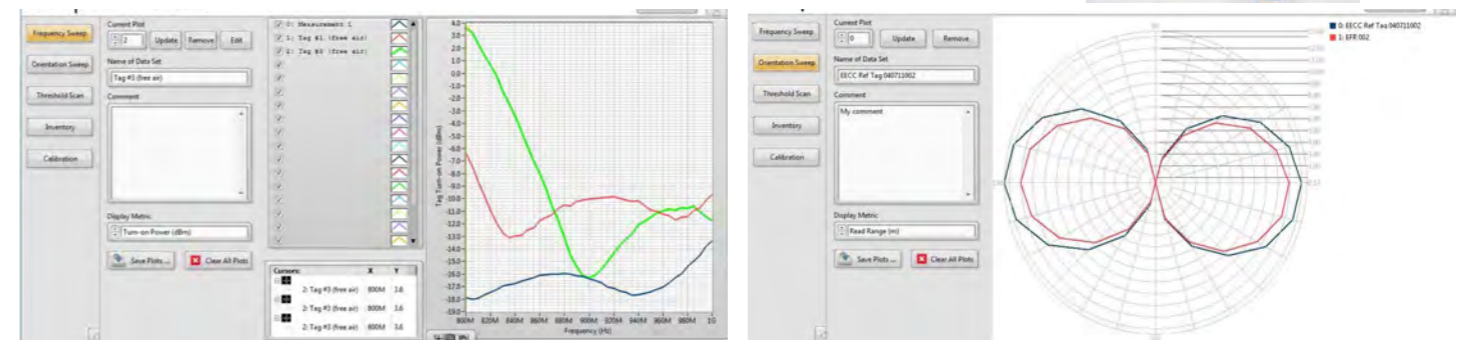 Frequency Sweep
Orientation Sweep
Threshold Scan
Inventory
Calibration
Current Plot
2
Update
Remove
Edit
Name of Data Set
Tag #3 (free air)
Comment
Display Metric
Turn-on Power (dBm)
Save Plots ...
Clear All Plots
0: Measurement 1
1: Tag #1 (free air)
2: Tag #3 (free air)
Cursors: X Y
2: Tag #3 (free air) 800M 3.6
2: Tag #3 (free air) 800M 3.6
2: Tag #3 (free air) 800M 3.6
Tag Turn-on Power (dBm)
4.0
3.0
2.0
1.0
0.0
-1.0
-2.0
-3.0
-4.0
-5.0
-6.0
-7.0
-8.0
-9.0
-10.0
-11.0
-12.0
-13.0
-14.0
-15.0
-16.0
-17.0
-18.0
-19.0
800M 820M 840M 860M 880M 900M 920M 940M 960M 980M 1G
Frequency (Hz)
Frequency Sweep
Orientation Sweep
Threshold Scan
Inventory
Calibration
Current Plot
0
Update
Remove
Name of Data Set
EECC Ref Tag 040711002
Comment
My comment
Display Metric
Read Range (m)
Save Plots ...
Clear All Plots
0: EECC Ref Tag 040711002
1: EFR 002